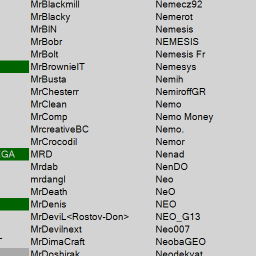 MrBlackmill Nemecz92
MrBlacky Nemerot
MrBlN Nemesis
MrBobr NEMESIS
MrBolt Nemesis Fr
MrBrownieIT Nemesys
MrBusta Nemih
MrChesterr NemiroffGR
MrClean Nemo
MrComp Nemo Money
MrcreativeBC Nemo.
MrCrocodil Nemor
GA MRD Nenad
Mrdab NenDO
mrdangl Neo
MrDeath NeO
MrDenis NEO
MrDeviL<Rostov-Don> NEO_G13
MrDevilnext Neo007
MrDimaCraft NeobaGEO
MrDoshirak Neodekyat